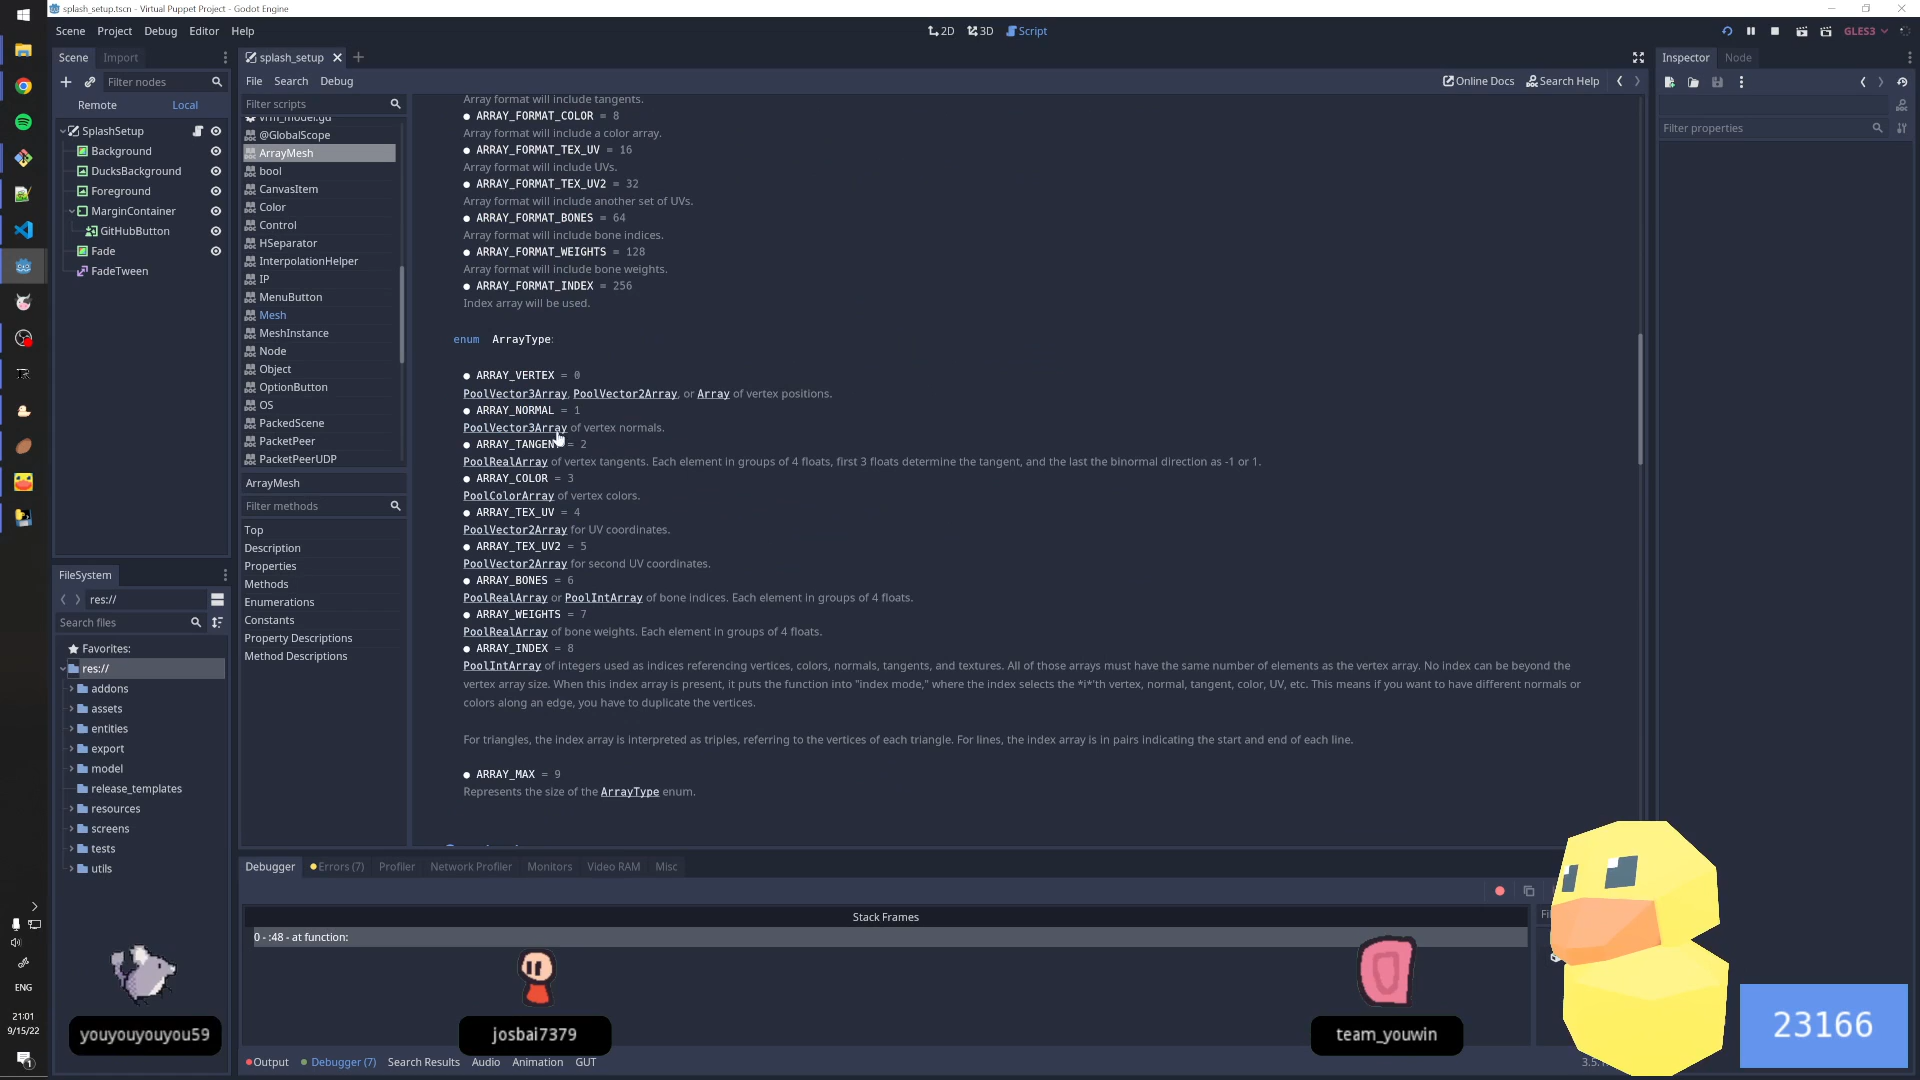 splash_setup.tscn - Virtual Puppet Project - Godot Engine
Scene Project Debug Editor Help
2D 3D Script
GLES3
Scene Import
splash_setup
Inspector Node
Filter nodes
File Search Debug
Online Docs Search Help
Remote Local
Filter scripts
Filter properties
SplashSetup
Background
DucksBackground
Foreground
MarginContainer
GitHubButton
Fade
FadeTween
vrm_model.gd
@GlobalScope
ArrayMesh
bool
CanvasItem
Color
Control
HSeparator
InterpolationHelper
IP
MenuButton
Mesh
MeshInstance
Node
Object
OptionButton
OS
PackedScene
PacketPeer
PacketPeerUDP
ArrayMesh
Filter methods
Top
Description
Properties
Methods
Enumerations
Constants
Property Descriptions
Method Descriptions
Array format will include tangents.
ARRAY_FORMAT_COLOR = 8
Array format will include a color array.
ARRAY_FORMAT_TEX_UV = 16
Array format will include UVs.
ARRAY_FORMAT_TEX_UV2 = 32
Array format will include another set of UVs.
ARRAY_FORMAT_BONES = 64
Array format will include bone indices.
ARRAY_FORMAT_WEIGHTS = 128
Array format will include bone weights.
ARRAY_FORMAT_INDEX = 256
Index array will be used.
enum ArrayType:
ARRAY_VERTEX = 0
PoolVector3Array, PoolVector2Array, or Array of vertex positions.
ARRAY_NORMAL = 1
PoolVector3Array of vertex normals.
ARRAY_TANGENT = 2
PoolRealArray of vertex tangents. Each element in groups of 4 floats, first 3 floats determine the tangent, and the last the binormal direction as -1 or 1.
ARRAY_COLOR = 3
PoolColorArray of vertex colors.
ARRAY_TEX_UV = 4
PoolVector2Array for UV coordinates.
ARRAY_TEX_UV2 = 5
PoolVector2Array for second UV coordinates.
ARRAY_BONES = 6
PoolRealArray or PoolIntArray of bone indices. Each element in groups of 4 floats.
ARRAY_WEIGHTS = 7
PoolRealArray of bone weights. Each element in groups of 4 floats.
ARRAY_INDEX = 8
PoolIntArray of integers used as indices referencing vertices, colors, normals, tangents, and textures. All of those arrays must have the same number of elements as the vertex array. No index can be beyond the
vertex array size. When this index array is present, it puts the function into "index mode," where the index selects the *i*'th vertex, normal, tangent, color, UV, etc. This means if you want to have different normals or
colors along an edge, you have to duplicate the vertices.
For triangles, the index array is interpreted as triples, referring to the vertices of each triangle. For lines, the index array is in pairs indicating the start and end of each line.
ARRAY_MAX = 9
Represents the size of the ArrayType enum.
FileSystem
res://
Search files
Favorites:
res://
addons
assets
entities
export
model
release_templates
resources
screens
tests
utils
Debugger Errors (7) Profiler Network Profiler Monitors Video RAM Misc
Stack Frames
0 - :48 - at function:
Output Debugger (7) Search Results Audio Animation GUT
3.5.
ENG
21:01
9/15/22
1
youyouyouyou59
josbai7379
team_youwin
23166